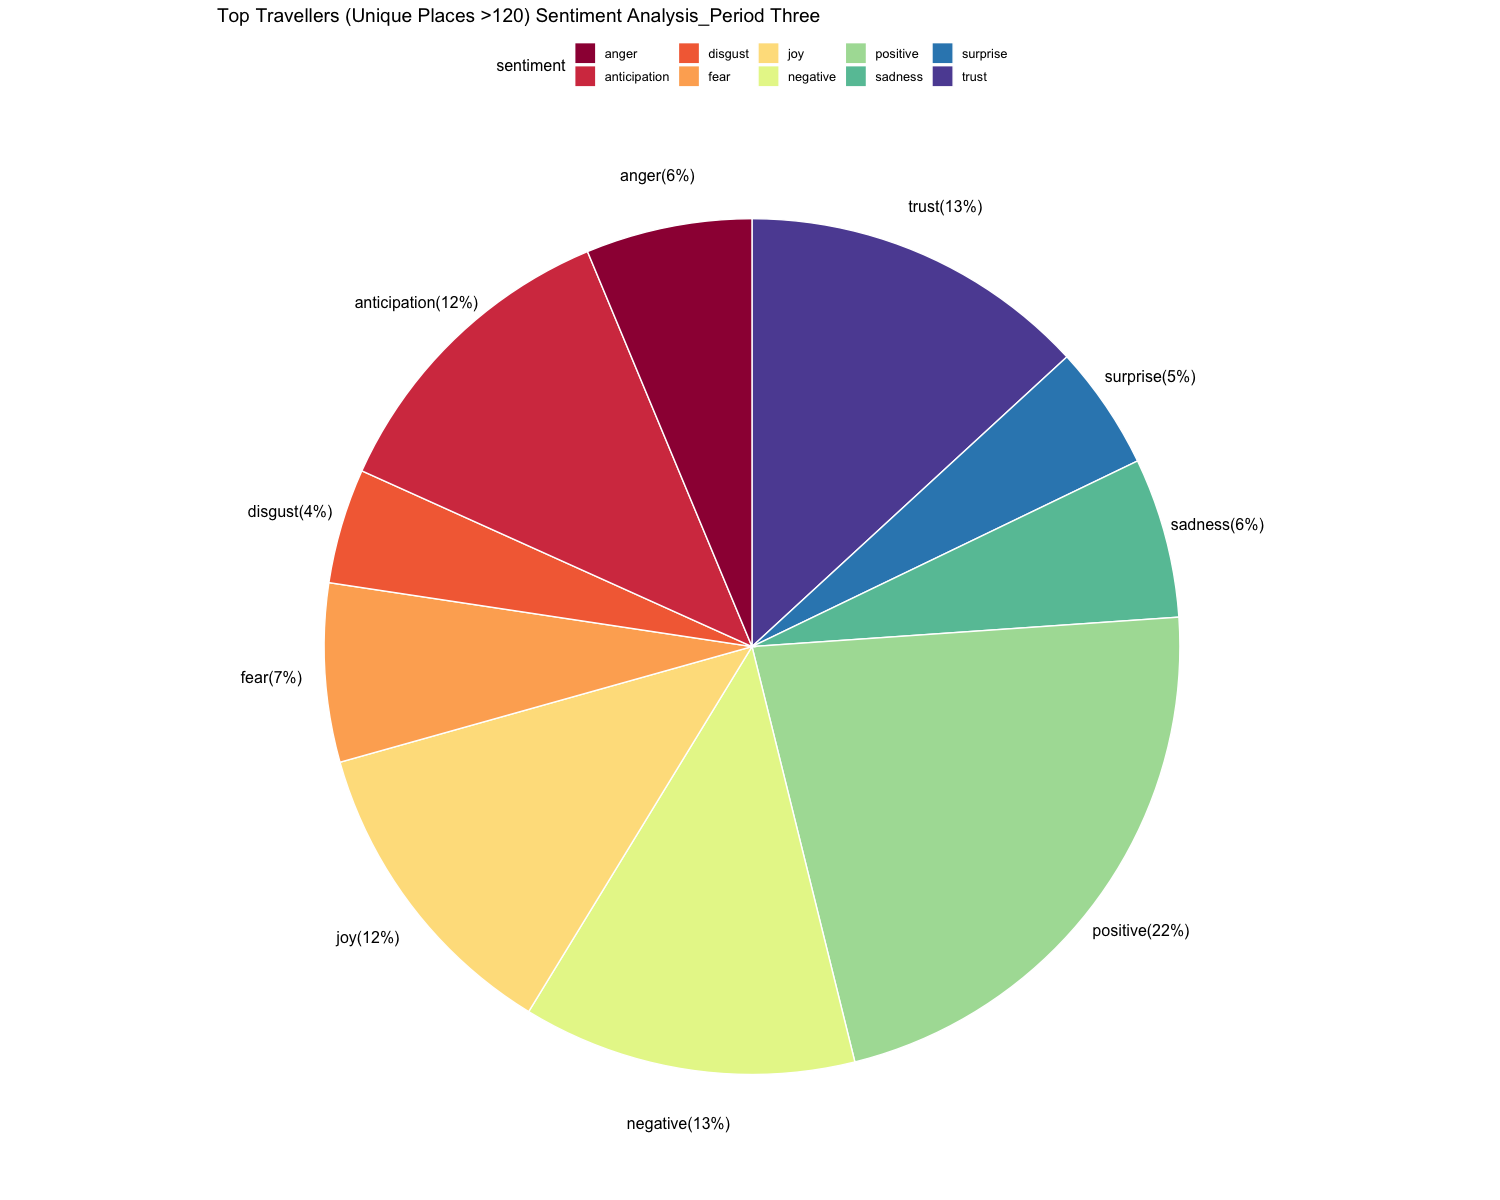 Top Travellers (Unique Places >120) Sentiment Analysis_Period Three
sentiment
anger disgust joy positive surprise
anticipation fear negative sadness trust
anger(6%)
trust(13%)
anticipation(12%)
surprise(5%)
disgust(4%)
sadness(6%)
fear(7%)
positive(22%)
joy(12%)
negative(13%)